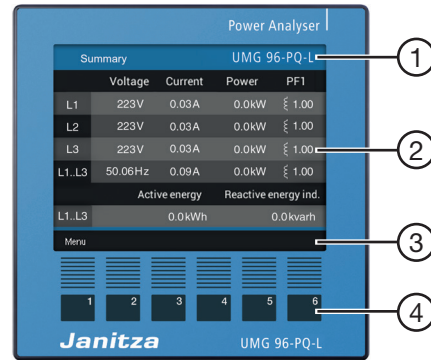 Power Analyser
Summary UMG 96-PQ-L
Voltage Current Power PF1
L1 223V 0.03A 0.0kW 1.00
L2 223V 0.03A 0.0kW 1.00
L3 223V 0.03A 0.0kW 1.00
L1..L3 50.06Hz 0.09A 0.0kW 1.00
Active energy Reactive energy ind.
L1..L3 0.0kWh 0.0kvarh
Menu
1 2 3 4 5 6
Janitza UMG 96-PQ-L
1
2
3
4